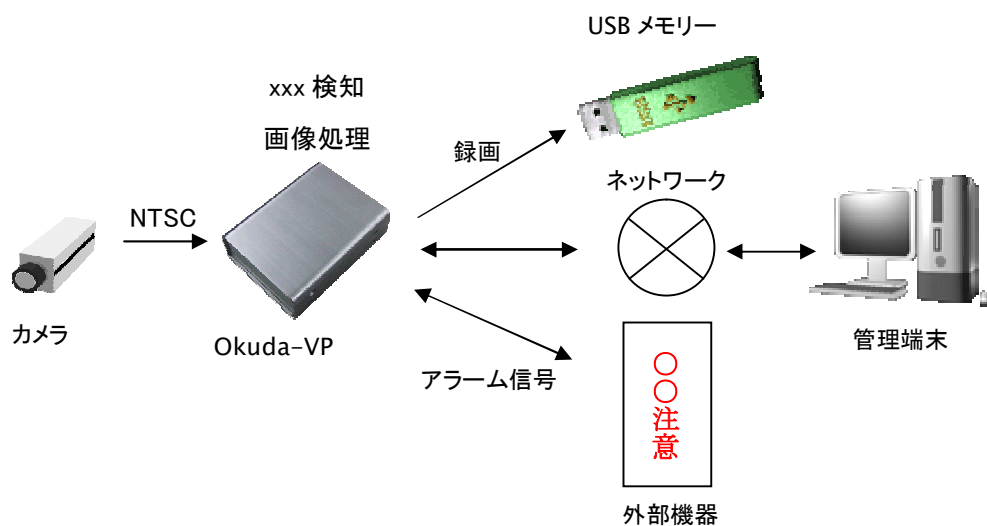 USB メモリー
xxx 検知
画像処理
録画
ネットワーク
NTSC
カメラ
Okuda-VP
アラーム信号
〇〇注意
管理端末
外部機器